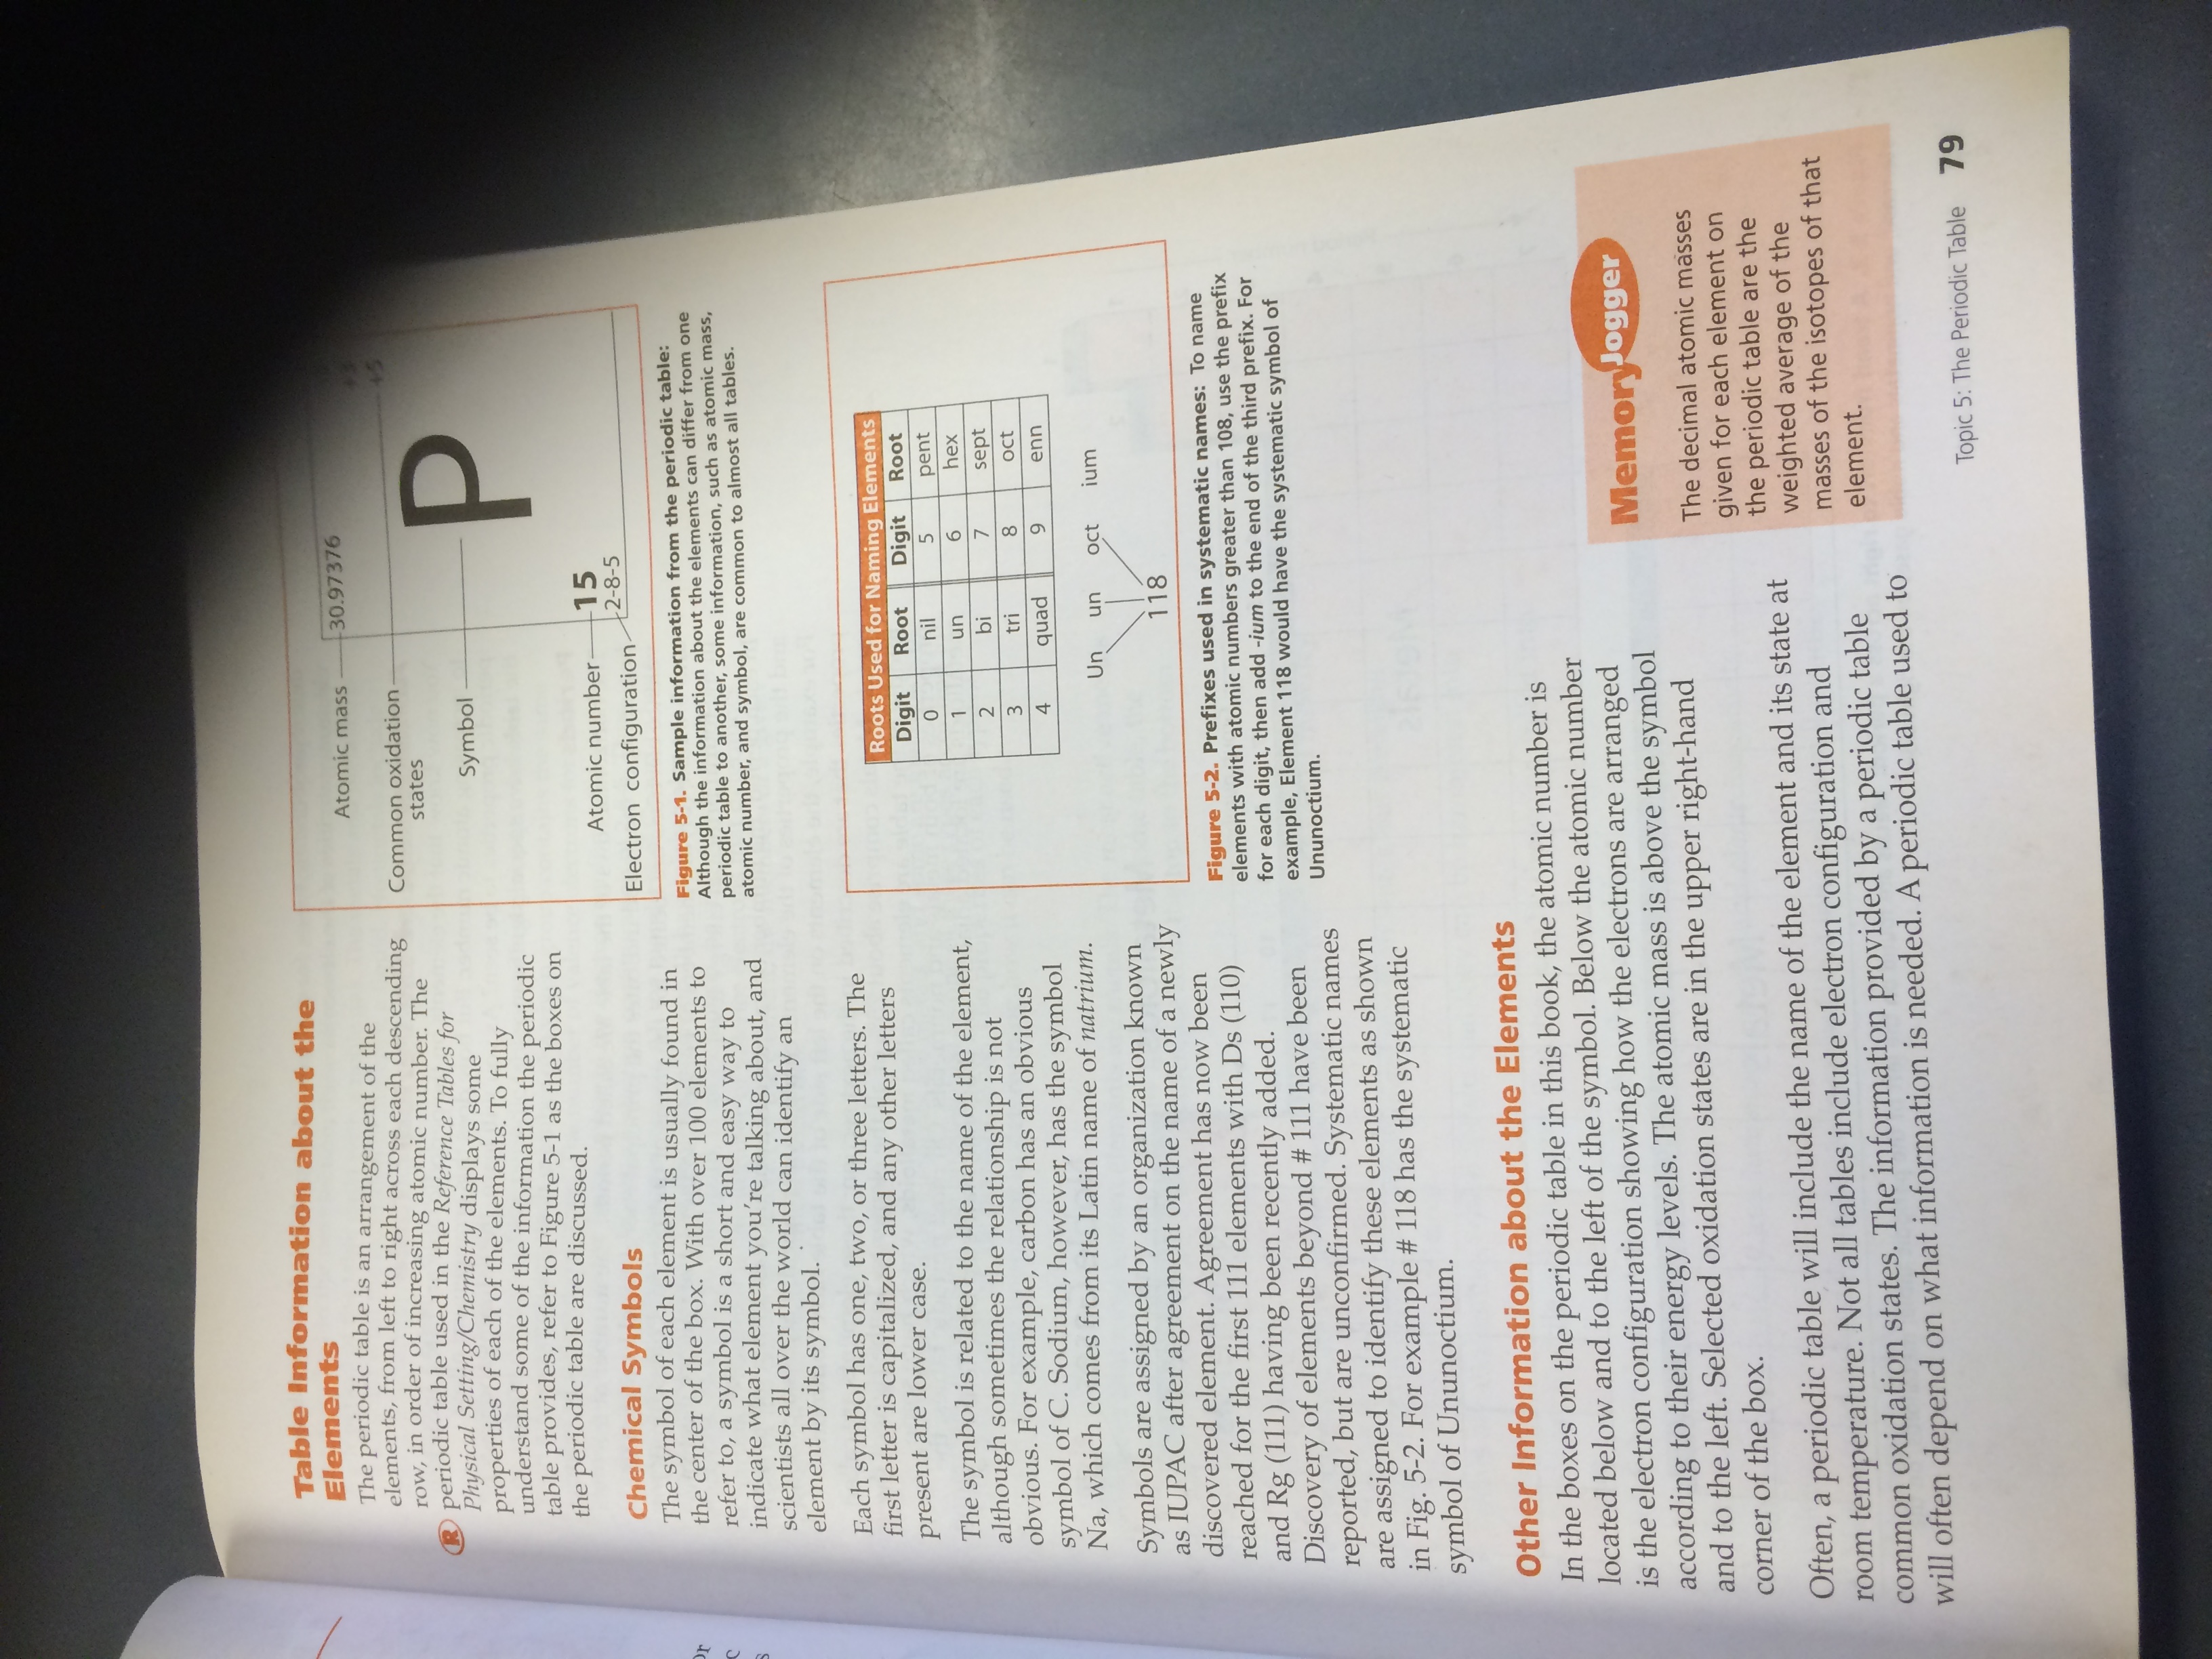 Table Information about the
Elements
The periodic table is an arrangement of the
elements, from left to right across each descending
row, in order of increasing atomic number. The
R periodic table used in the Reference Tables for
Physical Setting/Chemistry displays some
properties of each of the elements. To fully
understand some of the information the periodic
table provides, refer to Figure 5-1 as the boxes on
the periodic table are discussed.
Chemical Symbols
The symbol of each element is usually found in
the center of the box. With over 100 elements to
refer to, a symbol is a short and easy way to
indicate what element you're talking about, and
scientists all over the world can identify an
element by its symbol.
Each symbol has one, two, or three letters. The
first letter is capitalized, and any other letters
present are lower case.
The symbol is related to the name of the element,
although sometimes the relationship is not
obvious. For example, carbon has an obvious
symbol of C. Sodium, however, has the symbol
Na, which comes from its Latin name of natrium.
Symbols are assigned by an organization known
as IUPAC after agreement on the name of a newly
discovered element. Agreement has now been
reached for the first 111 elements with Ds (110)
and Rg (111) having been recently added.
Discovery of elements beyond # 111 have been
reported, but are unconfirmed. Systematic names
are assigned to identify these elements as shown
in Fig. 5-2. For example # 118 has the systematic
symbol of Ununoctium.
Atomic mass 30.97376
+5
Common oxidation
states
Symbol P
Atomic number 15
Electron configuration 2-8-5
Figure 5-1. Sample information from the periodic table:
Although the information about the elements can differ from one
periodic table to another, some information, such as atomic mass,
atomic number, and symbol, are common to almost all tables.
Roots Used for Naming Elements
Digit Root Digit Root
0 nil 5 pent
1 un 6 hex
2 bi 7 sept
3 tri 8 oct
4 quad 9 enn
Un un oct ium
118
Figure 5-2. Prefixes used in systematic names: To name
elements with atomic numbers greater than 108, use the prefix
for each digit, then add -ium to the end of the third prefix. For
example, Element 118 would have the systematic symbol of
Ununoctium.
Other Information about the Elements
In the boxes on the periodic table in this book, the atomic number is
located below and to the left of the symbol. Below the atomic number
is the electron configuration showing how the electrons are arranged
according to their energy levels. The atomic mass is above the symbol
and to the left. Selected oxidation states are in the upper right-hand
corner of the box.
Often, a periodic table will include the name of the element and its state at
room temperature. Not all tables include electron configuration and
common oxidation states. The information provided by a periodic table
will often depend on what information is needed. A periodic table used to
Memory Jogger
The decimal atomic masses
given for each element on
the periodic table are the
weighted average of the
masses of the isotopes of that
element.
Topic 5: The Periodic Table 79